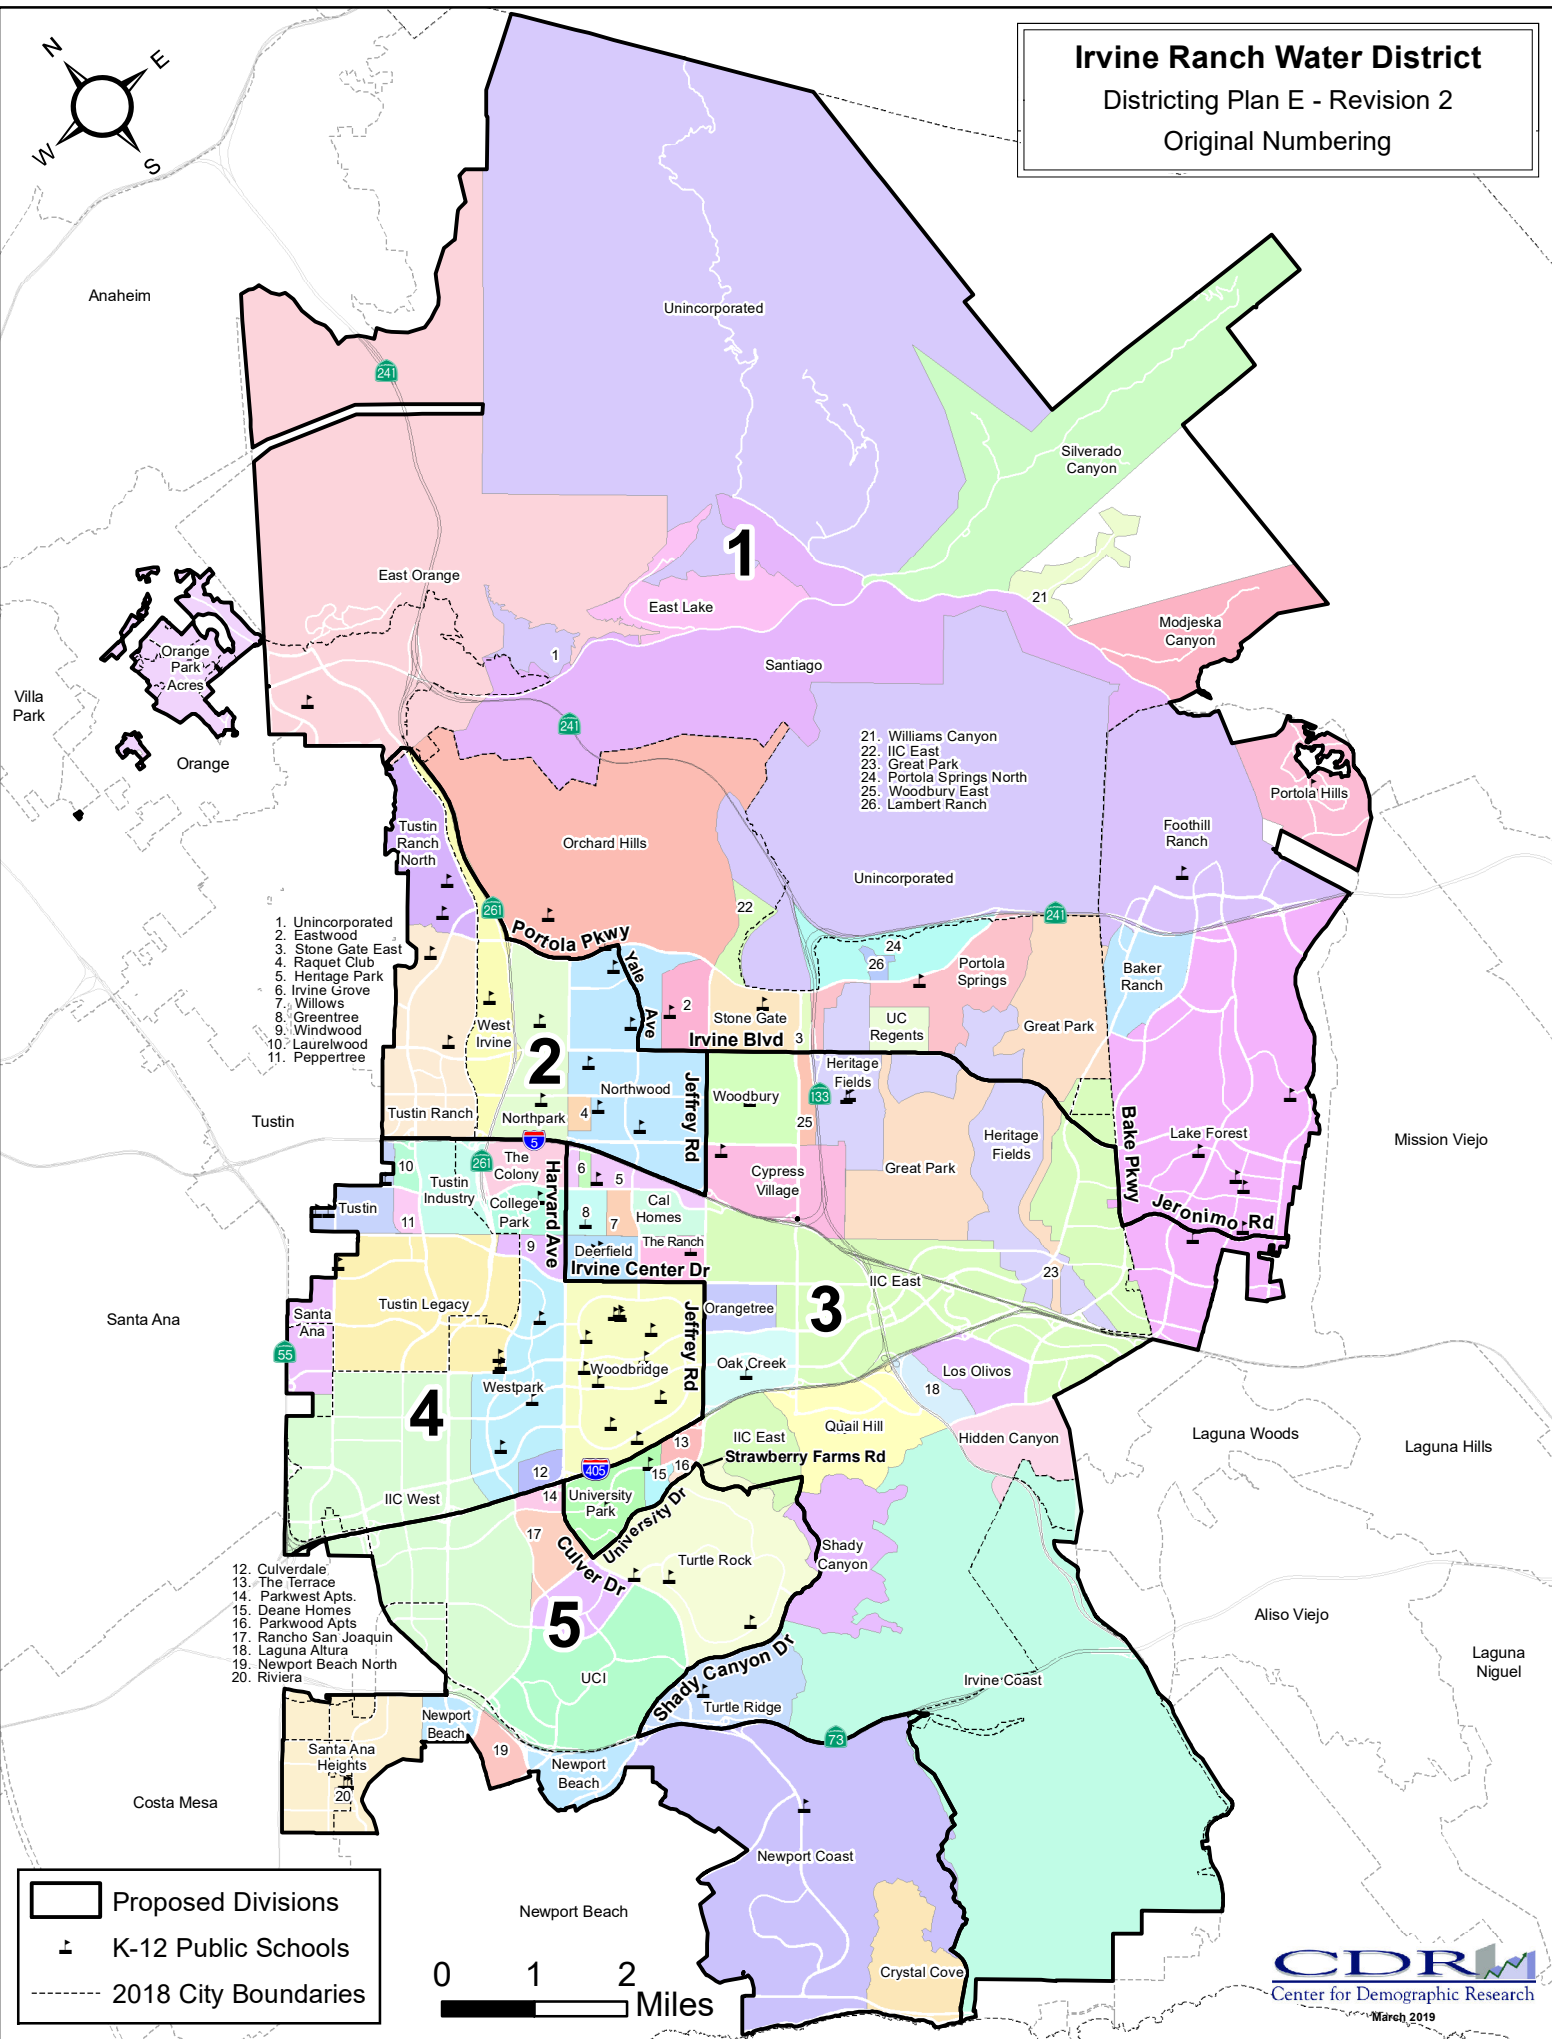 Irvine Ranch Water District
Districting Plan E - Revision 2
Original Numbering
N
E
W
S
Anaheim
Unincorporated
241
Silverado
Canyon
1
East Orange
East Lake
21
Modjeska
Canyon
Orange
Park
Acres
1
Santiago
Villa
Park
241
Orange
21. Williams Canyon
22. IIC East
23. Great Park
24. Portola Springs North
25. Woodbury East
26. Lambert Ranch
Portola Hills
Tustin
Ranch
North
Orchard Hills
Foothill
Ranch
Unincorporated
22
261
241
Portola Pkwy
1. Unincorporated
2. Eastwood
3. Stone Gate East
4. Raquet Club
5. Hertage Park
6. Irvine Grove
7. Willows
8. Greentree
9. Windwood
10. Laurelwood
11. Peppertree
24
26
Portola
Springs
Baker
Ranch
Yale
Ave
2
Stone Gate
3
UC
Regents
Great Park
West
Irvine
Irvine Blvd
2
Heritage
Fields
Northwood
Jeffrey Rd
Woodbury
133
Tustin Ranch
Northpark
4
25
Tustin
5
Heritage
Fields
Bake Pkwy
Lake Forest
Mission Viejo
10
261
The
Colony
Harvard Ave
6
5
Cypress
Village
Great Park
Tustin
Industry
College
Park
Cal
Homes
Jeronimo Rd
Tustin
11
8
7
9
Deerfield
The Ranch
Irvine Center Dr
IIC East
23
Santa Ana
Santa
Ana
Tustin Legacy
Jeffrey Rd
Orangetree
3
55
Woodbridge
Oak Creek
Los Olivos
Westpark
18
4
Quail Hill
IIC East
Hidden Canyon
Laguna Woods
Laguna Hills
13
Strawberry Farms Rd
12
405
15
16
IIC West
14
University
Park
University Dr
17
Culver Dr
Turtle Rock
Shady
Canyon
12. Culverdale
13. The Terrace
14. Parkwest Apts.
15. Deane Homes
16. Parkwood Apts
17. Rancho San Joaquin
18. Laguna Altura
19. Newport Beach North
20. Riviera
5
Aliso Viejo
Laguna
Niguel
UCI
Shady Canyon Dr
Irvine Coast
Turtle Ridge
Newport
Beach
73
19
Santa Ana
Heights
Newport
Beach
20
Costa Mesa
Newport Coast
Newport Beach
Crystal Cove
Proposed Divisions
K-12 Public Schools
2018 City Boundaries
0 1 2
Miles
CDR
Center for Demographic Research
March 2019